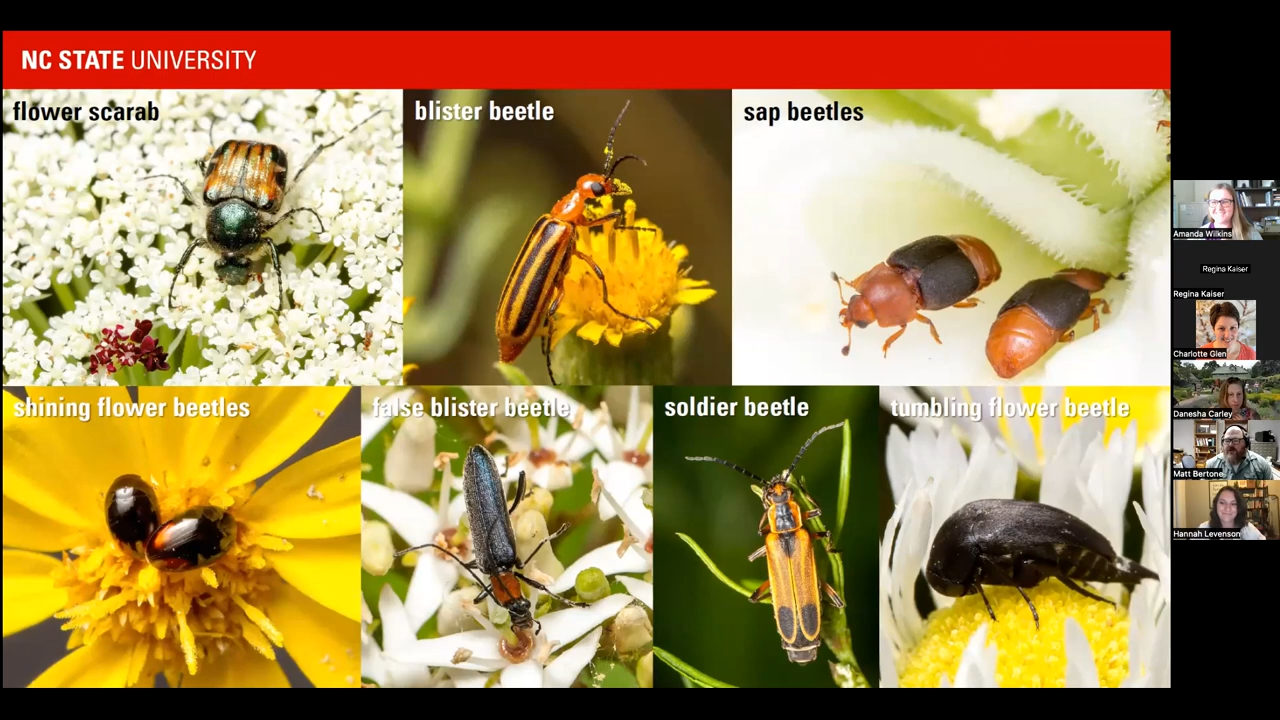 NC STATE UNIVERSITY
flower scarab
blister beetle
sap beetles
shining flower beetles
false blister beetle
soldier beetle
tumbling flower beetle
Amanda Wilkins
Regina Kaiser
Regina Kaiser
Charlotte Glen
Danesha Carley
Matt Bertone
Hannah Levenson